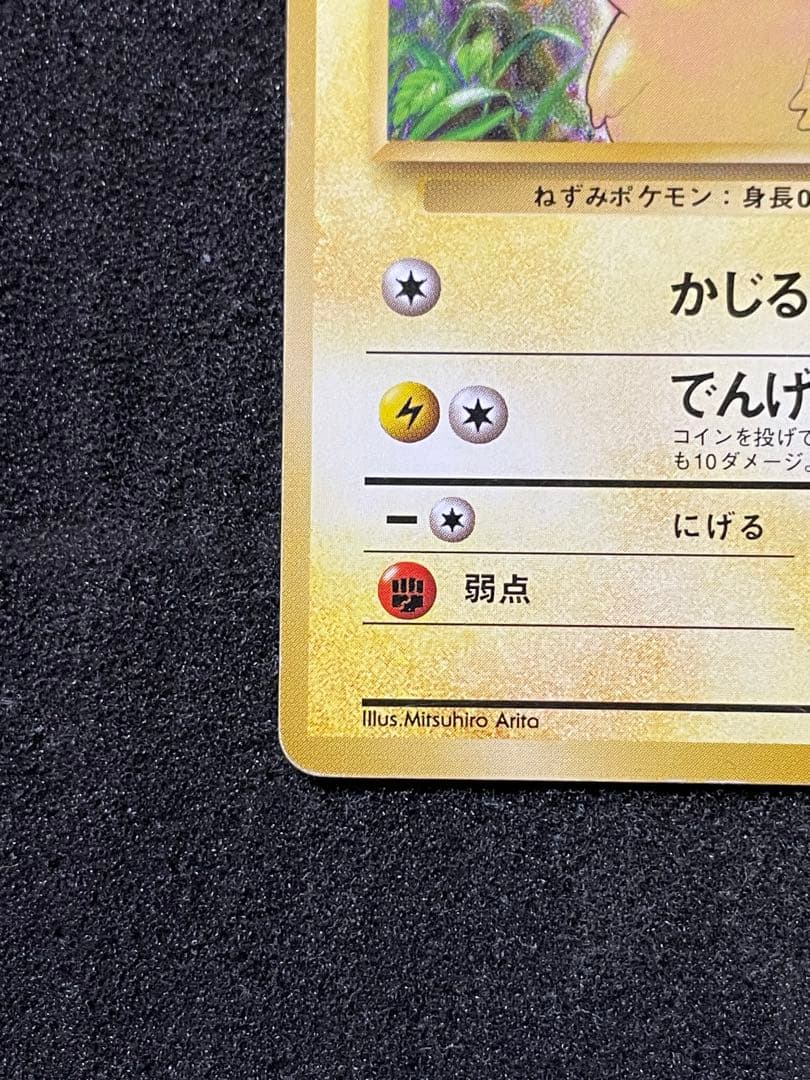 ねずみポケモン：身長0
かじる
でんげ
コインを投げて
も10ダメージ
にげる
弱点
Illus.Mitsuhiro Arita